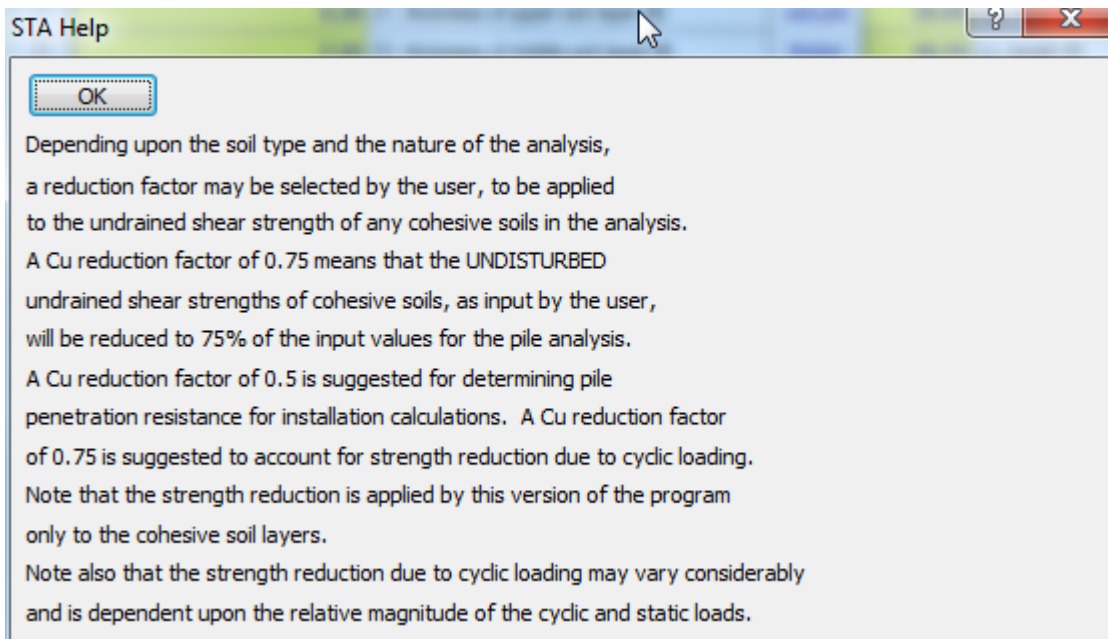 STA Help
OK
Depending upon the soil type and the nature of the analysis,
a reduction factor may be selected by the user, to be applied
to the undrained shear strength of any cohesive soils in the analysis.
A Cu reduction factor of 0.75 means that the UNDISTURBED
undrained shear strengths of cohesive soils, as input by the user,
will be reduced to 75% of the input values for the pile analysis.
A Cu reduction factor of 0.5 is suggested for determining pile
penetration resistance for installation calculations.  A Cu reduction factor
of 0.75 is suggested to account for strength reduction due to cyclic loading.
Note that the strength reduction is applied by this version of the program
only to the cohesive soil layers.
Note also that the strength reduction due to cyclic loading may vary considerably
and is dependent upon the relative magnitude of the cyclic and static loads.